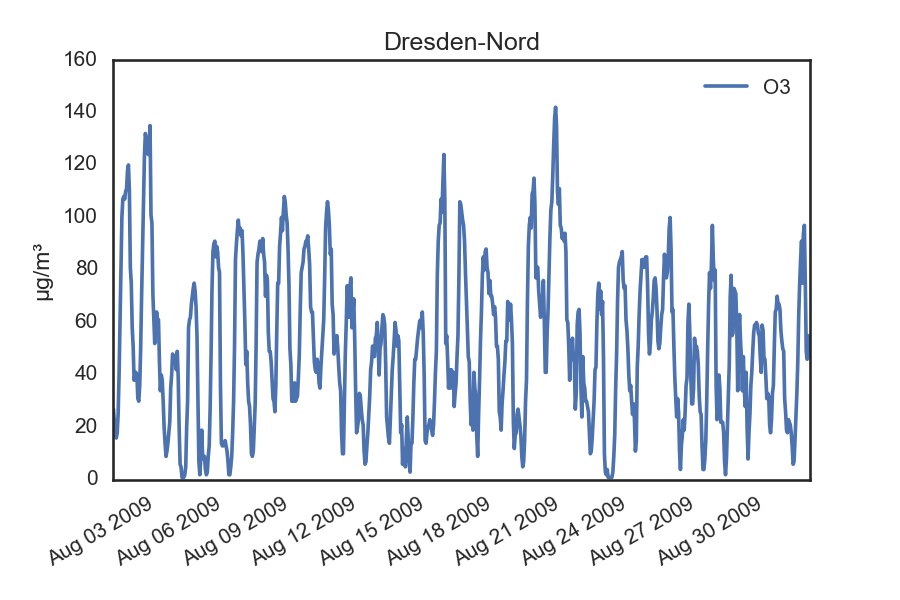 Dresden-Nord
O3
µg/m³
160
140
120
100
80
60
40
20
0
Aug 03 2009
Aug 06 2009
Aug 09 2009
Aug 12 2009
Aug 15 2009
Aug 18 2009
Aug 21 2009
Aug 24 2009
Aug 27 2009
Aug 30 2009